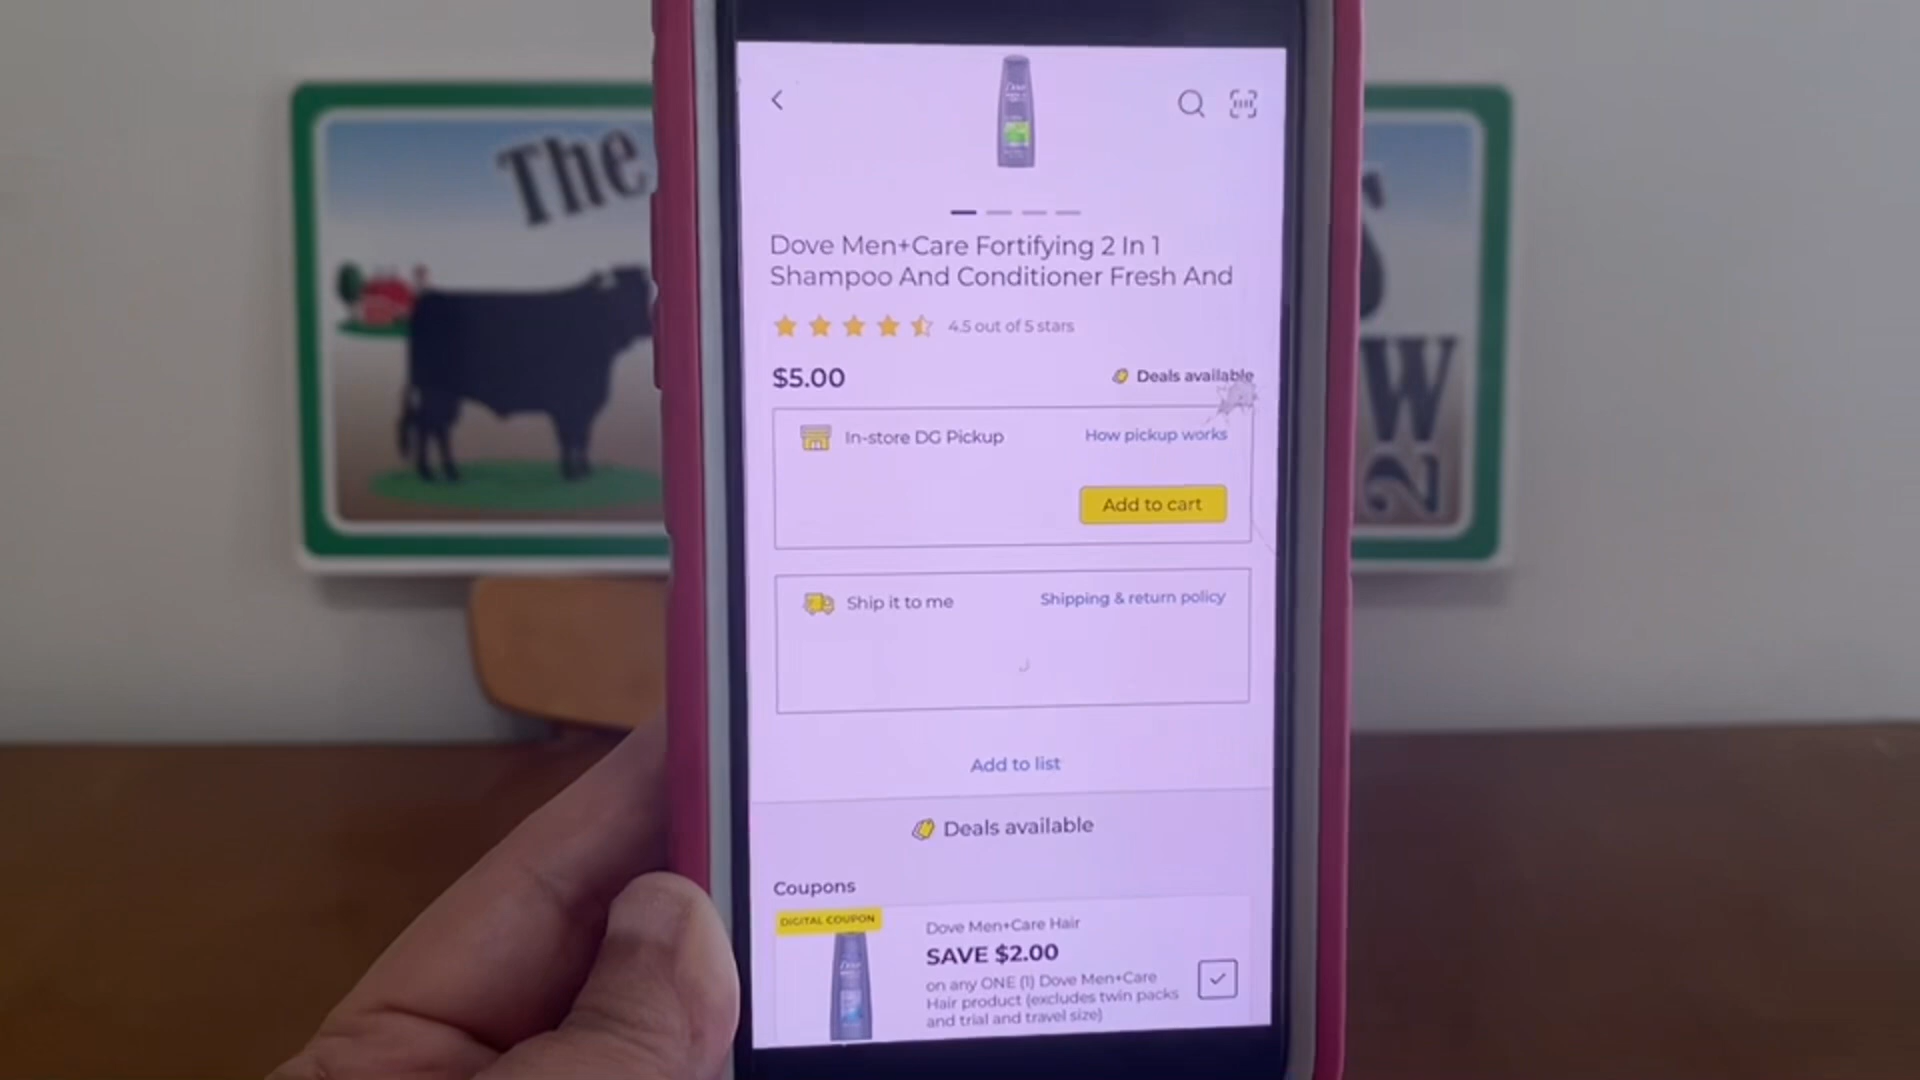 The
S
W
2
Dove
Dove Men+Care Fortifying 2 In 1
Shampoo And Conditioner Fresh And
4.5 out of 5 stars
$5.00
Deals available
In-store DG Pickup
How pickup works
Add to cart
Ship it to me
Shipping & return policy
Add to list
Deals available
Coupons
DIGITAL COUPON
Dove
Dove Men+Care Hair
SAVE $2.00
on any ONE (1) Dove Men+Care
Hair product (excludes twin packs
and trial and travel size)